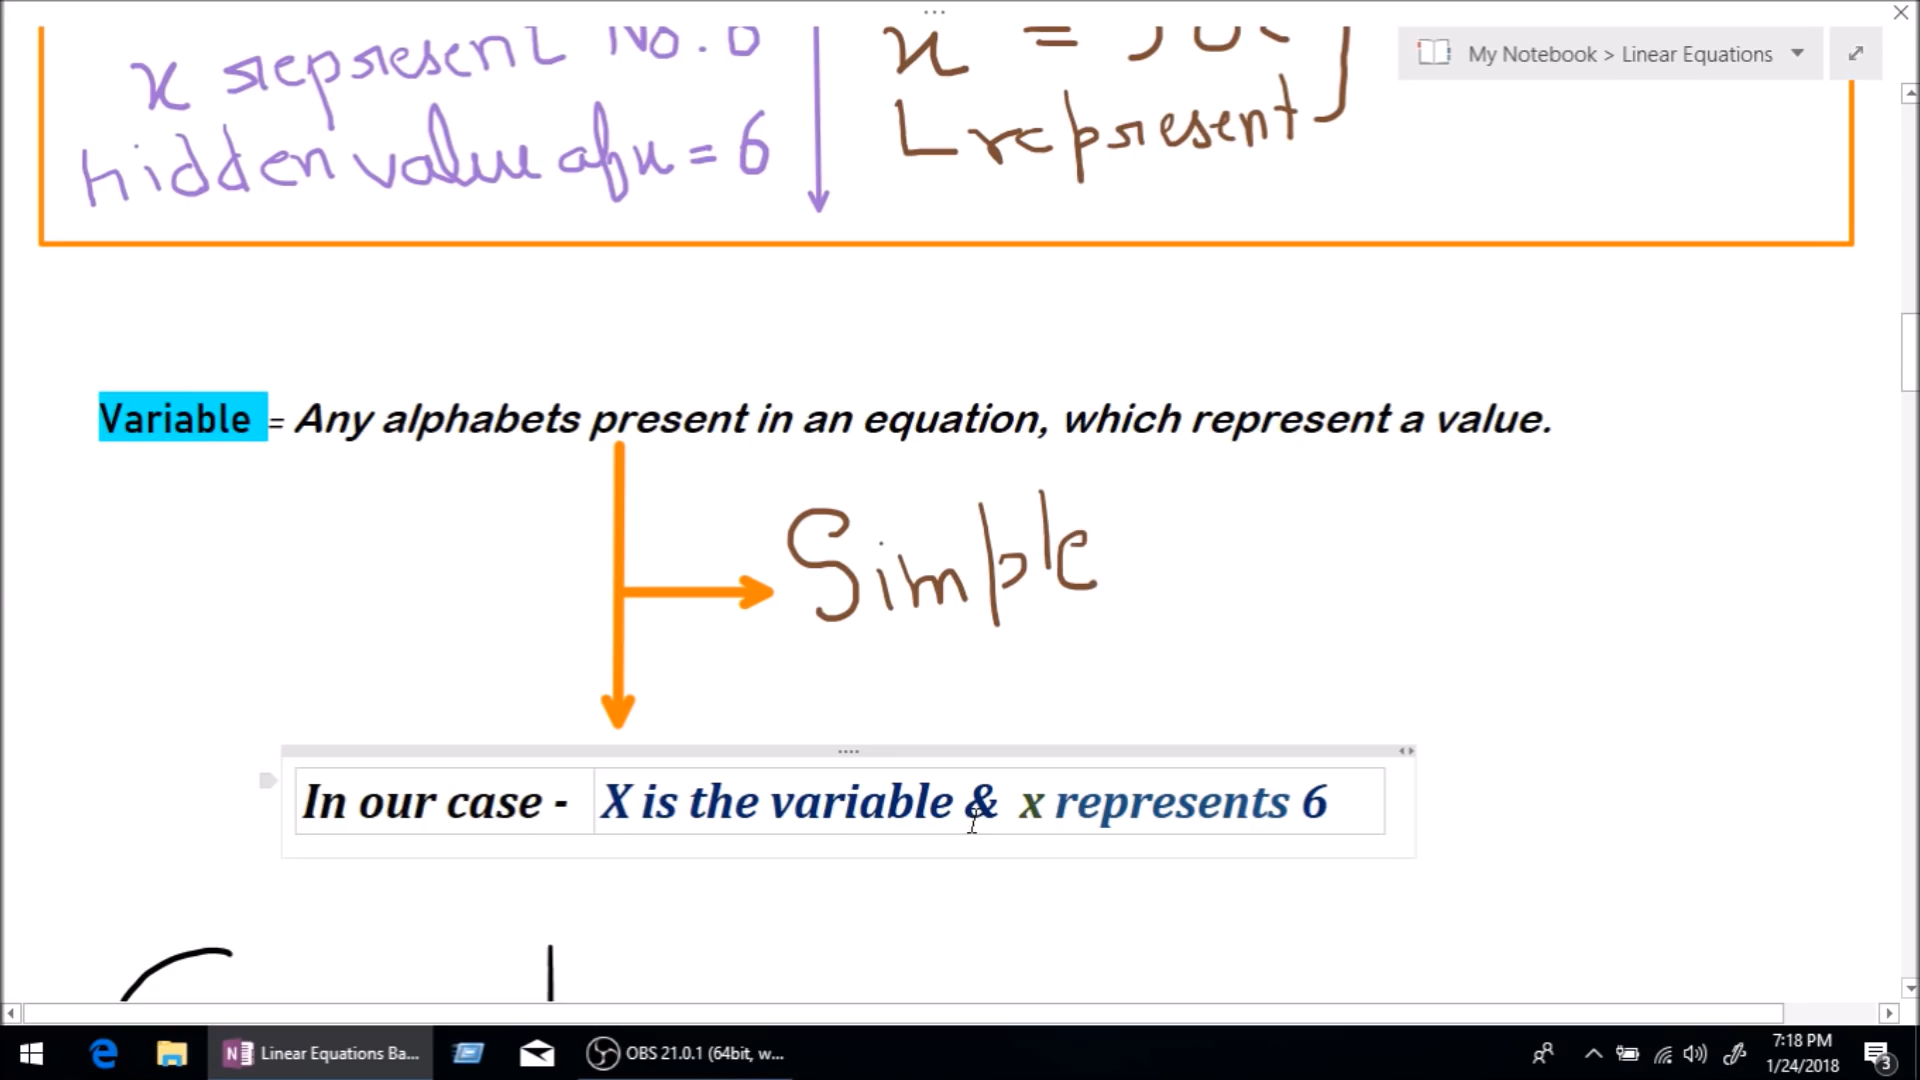 My Notebook > Linear Equations
x represent No. 6
hidden value of x = 6
x =
represent
Variable = Any alphabets present in an equation, which represent a value.
Simple
In our case - X is the variable & x represents 6
Linear Equations Ba...
OBS 21.0.1 (64bit, w...
7:18 PM
1/24/2018
3